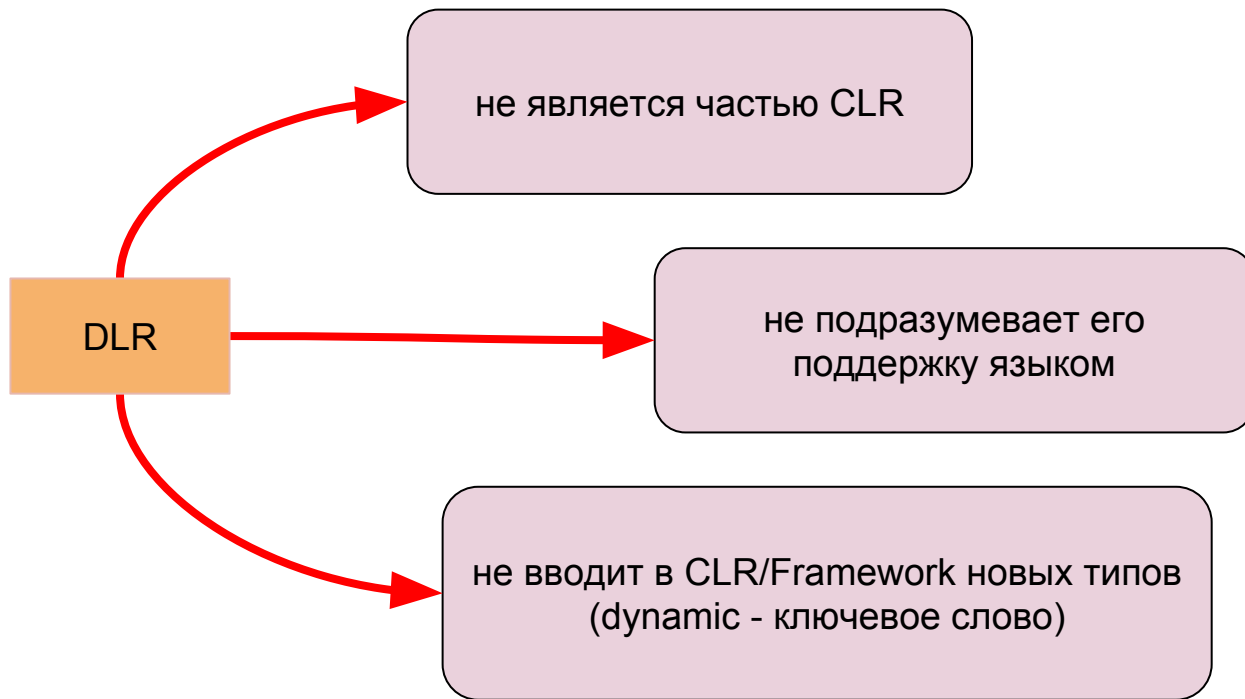 не является частью CLR
DLR
не подразумевает его
поддержку языком
не вводит в CLR/Framework новых типов
(dynamic - ключевое слово)